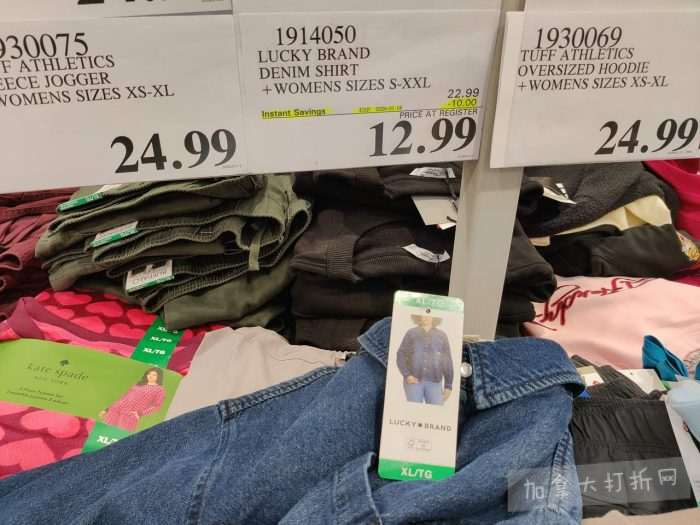 24.99
930075
FF ATHLETICS
EECE JOGGER
WOMENS SIZES XS-XL
24.99
1914050
LUCKY BRAND
DENIM SHIRT
+WOMENS SIZES S-XXL
22.99
Instant Savings
-10.00
PRICE AT REGISTER
12.99
1930069
TUFF ATHLETICS
OVERSIZED HOODIE
+WOMENS SIZES XS-XL
24.99
kate spade
NEW YORK
XL/TG
XL/TG
LUCKY BRAND
XL/TG
加拿大打折网